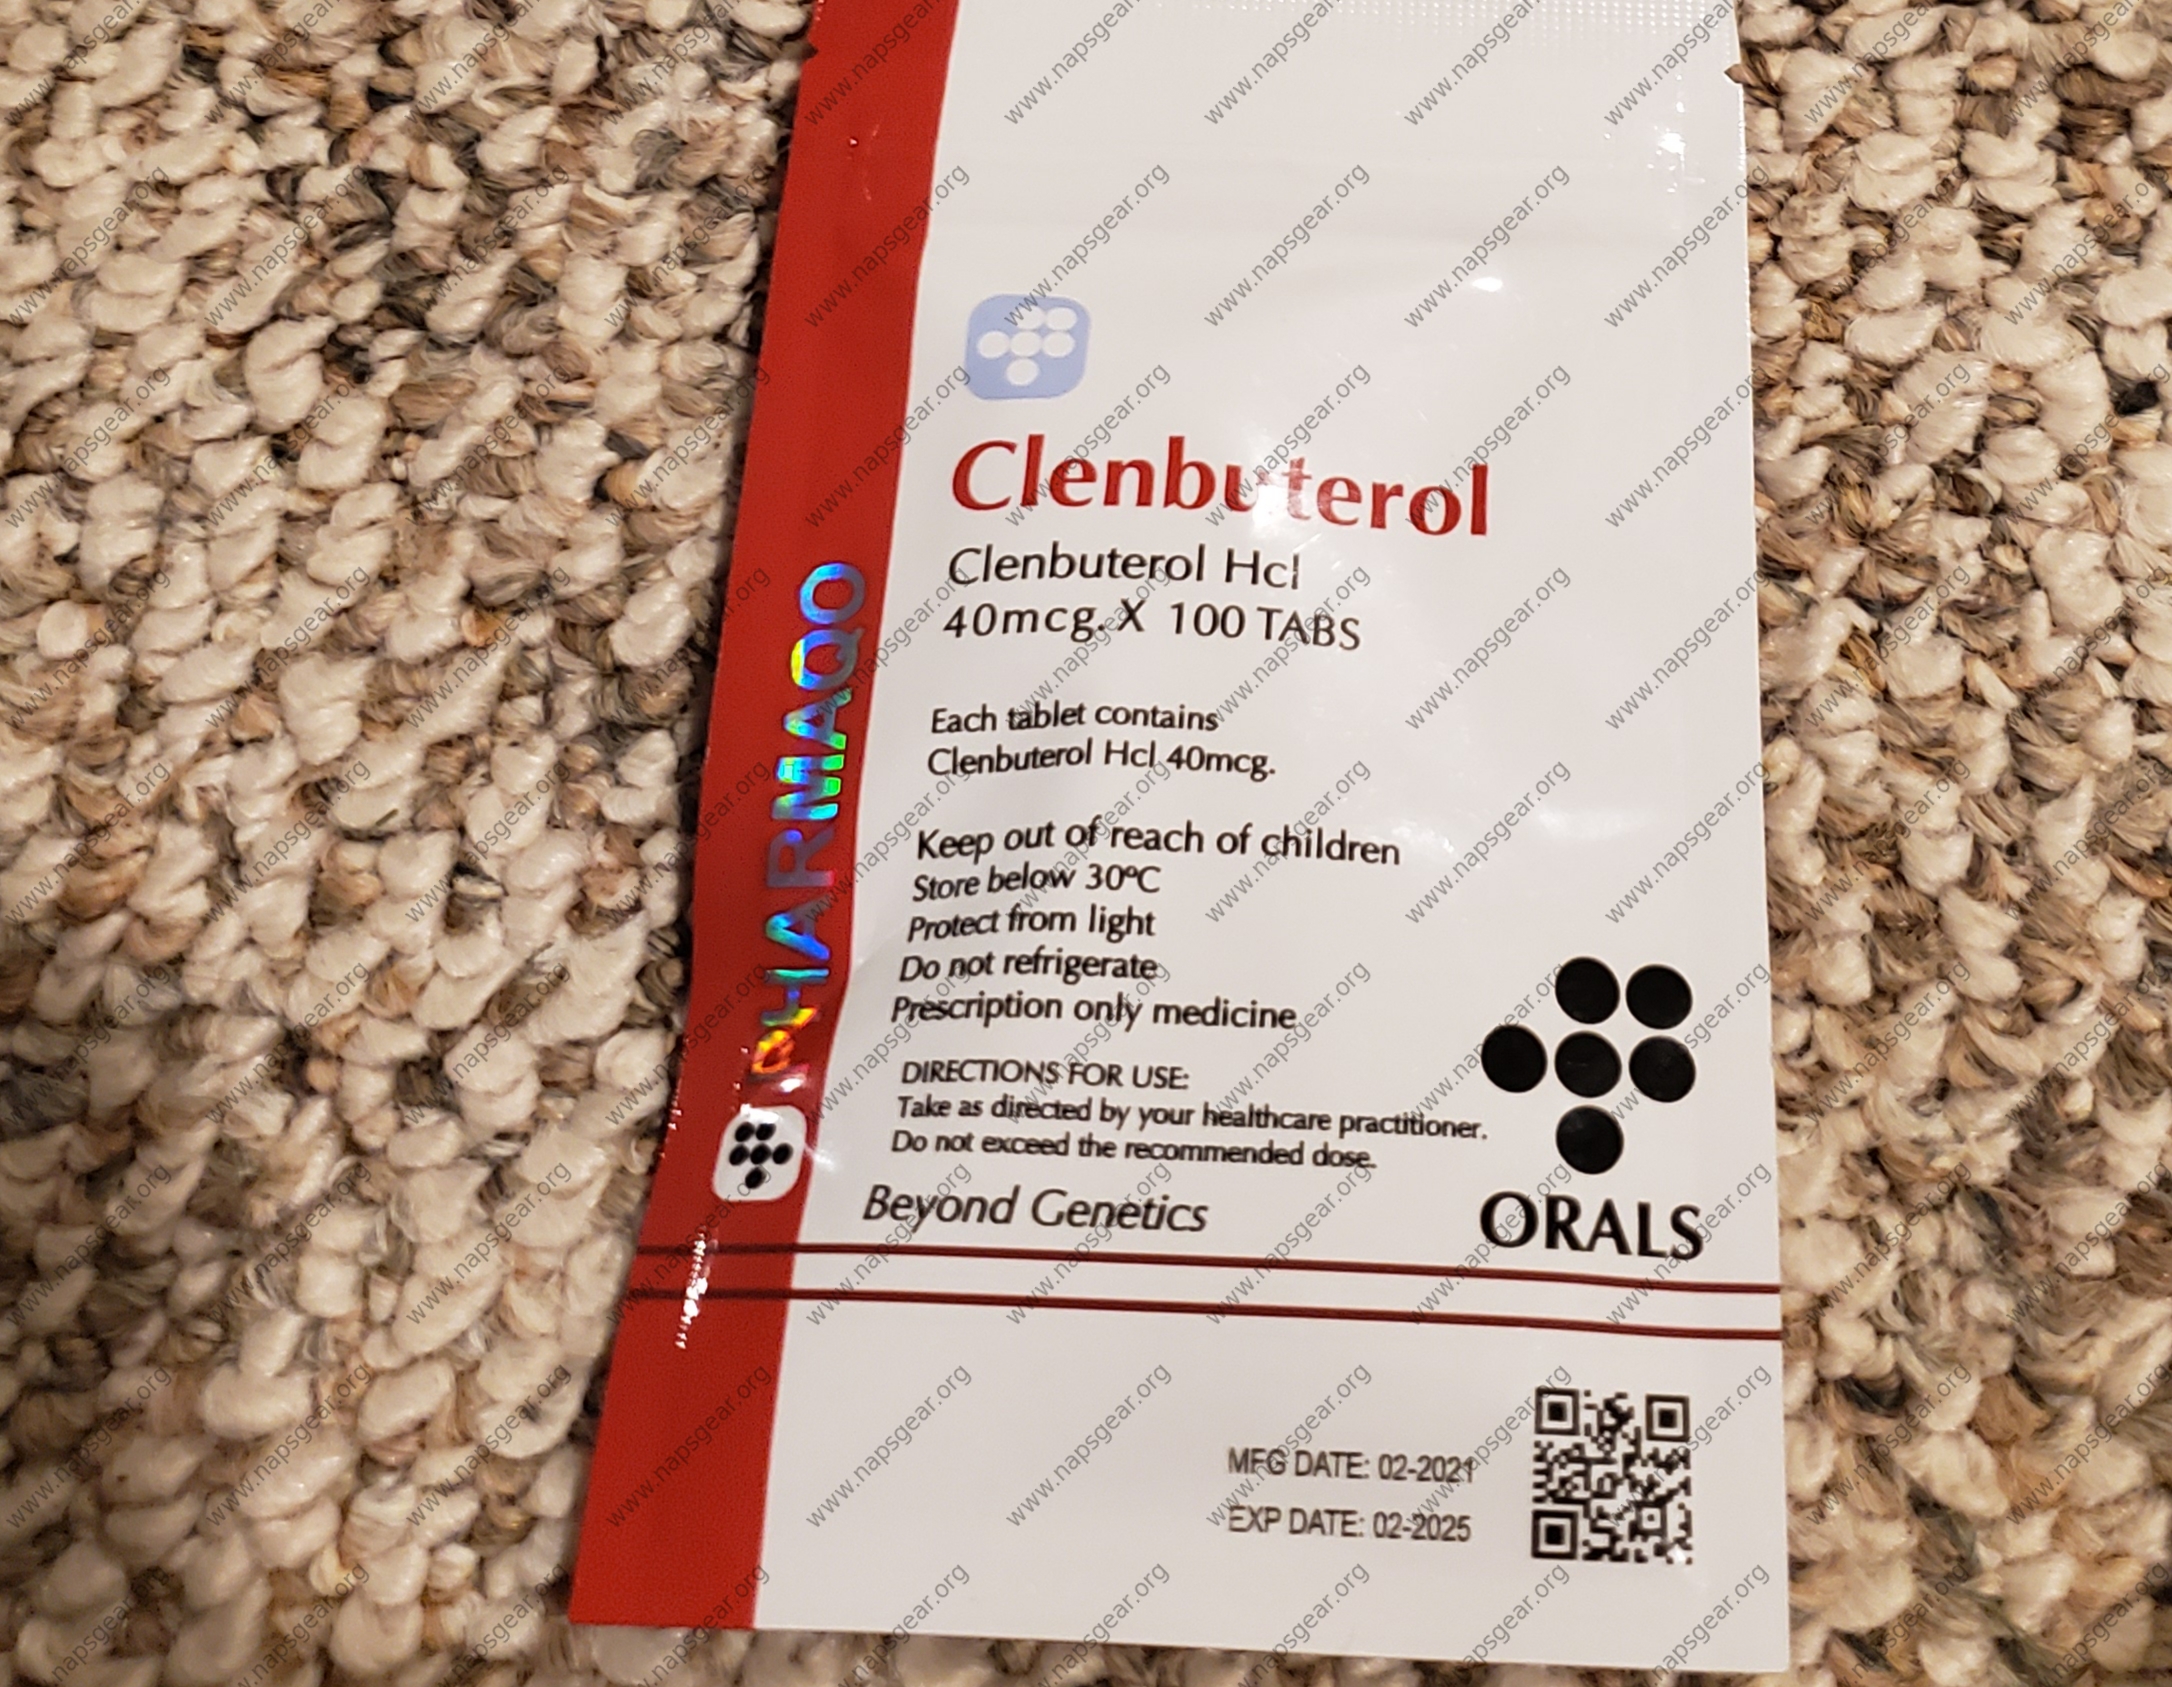 Clenbuterol
Clenbuterol Hcl
40mcg. X 100 TABS
Each tablet contains
Clenbuterol Hcl 40mcg.
Keep out of reach of children
Store below 30ºC
Protect from light
Do not refrigerate
Prescription only medicine
DIRECTIONS FOR USE:
Take as directed by your healthcare practitioner.
Do not exceed the recommended dose.
Beyond Genetics
ORALS
PHARMAQO
MFG DATE: 02-2021
EXP DATE: 02-2025
www.napsgear.org